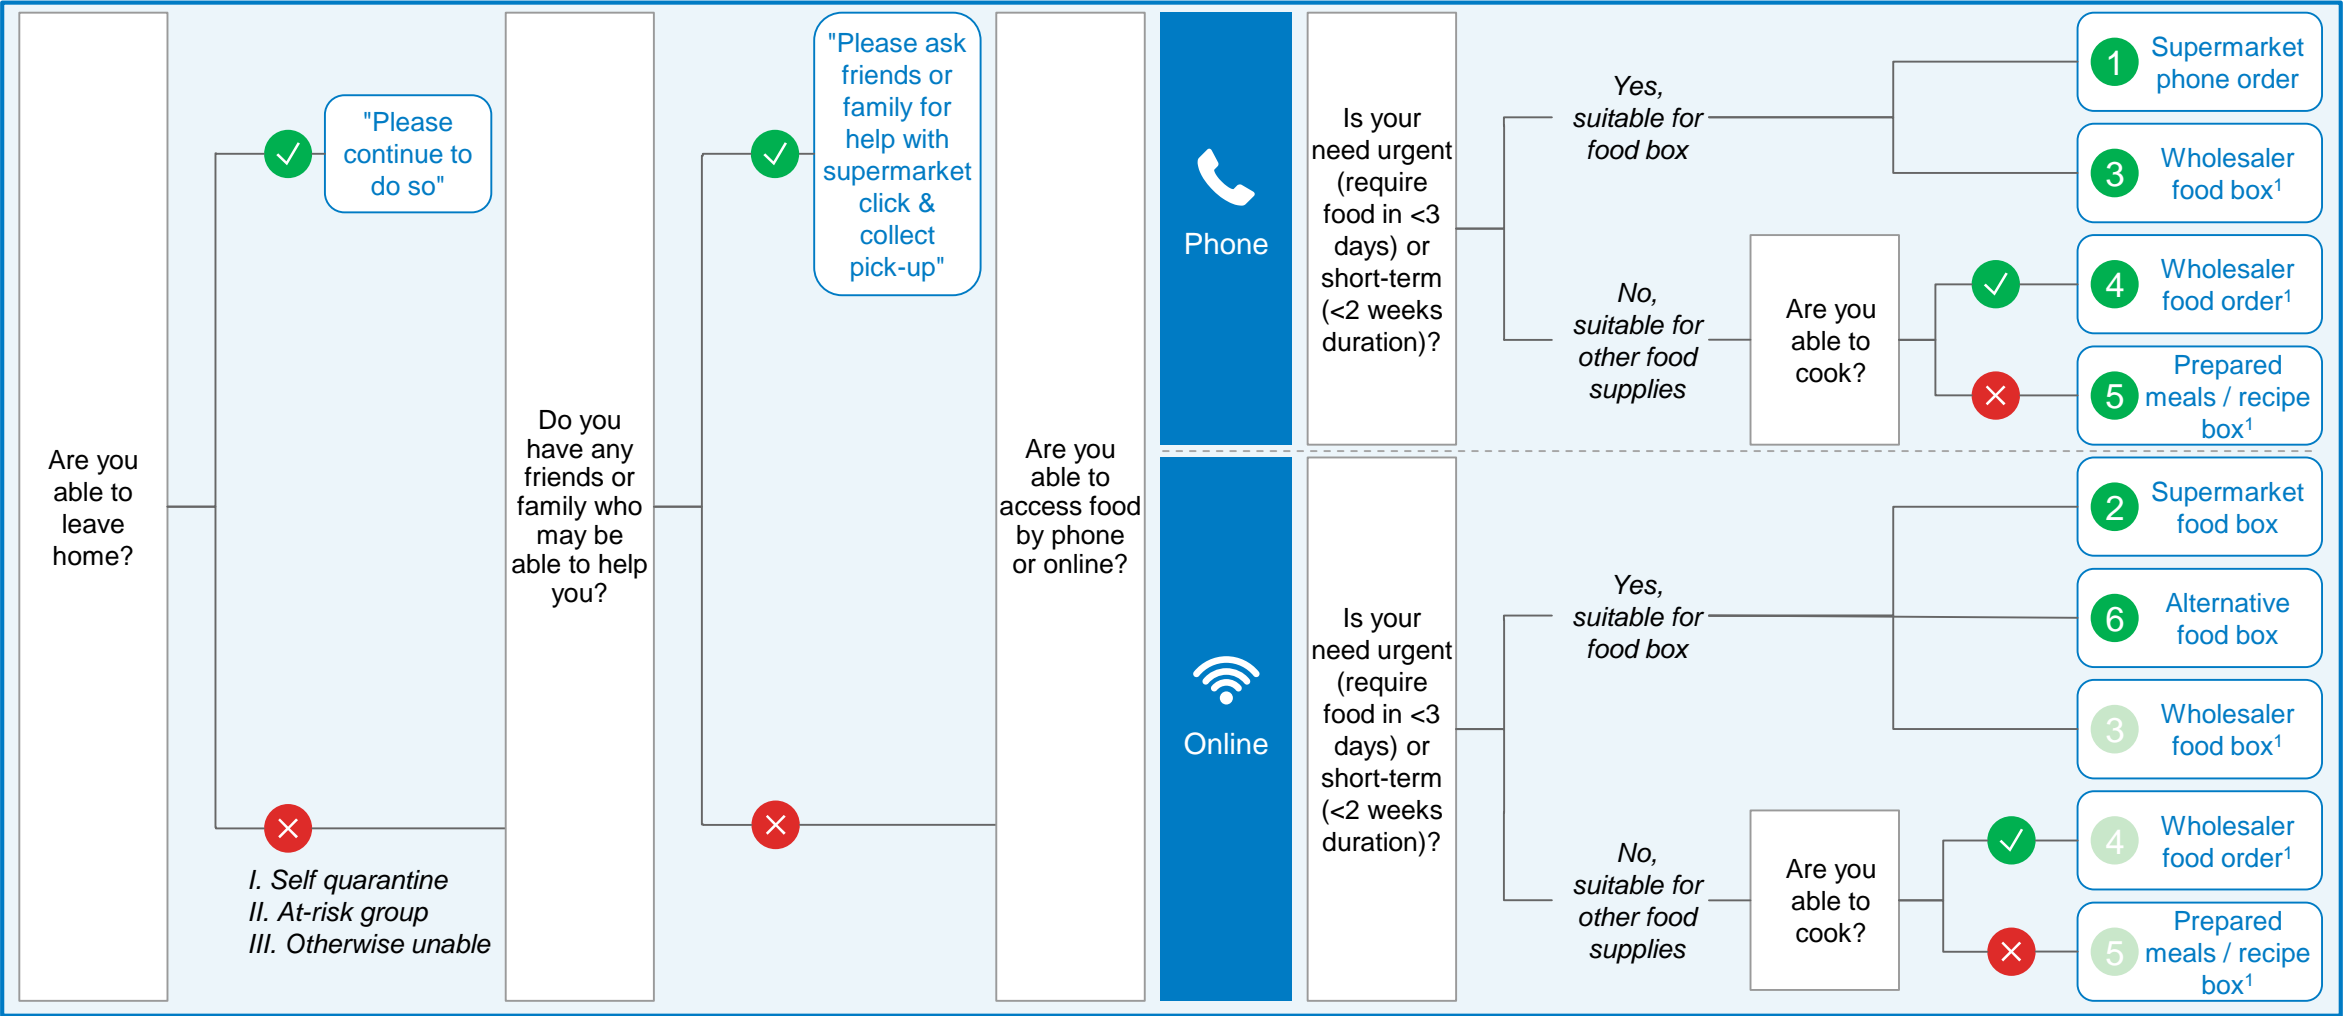 Are you
able to
leave
home?
"Please
continue to
do so"
I. Self quarantine
II. At-risk group
III. Otherwise unable
Do you
have any
friends or
family who
may be
able to help
you?
"Please ask
friends or
family for
help with
supermarket
click &
collect
pick-up"
Are you
able to
access food
by phone
or online?
Phone
Is your
need urgent
(require
food in <3
days) or
short-term
(<2 weeks
duration)?
Yes,
suitable for
food box
1
Supermarket
phone order
3
Wholesaler
food box¹
No,
suitable for
other food
supplies
Are you
able to
cook?
4
Wholesaler
food order¹
5
Prepared
meals / recipe
box¹
Online
Is your
need urgent
(require
food in <3
days) or
short-term
(<2 weeks
duration)?
Yes,
suitable for
food box
2
Supermarket
food box
6
Alternative
food box
3
Wholesaler
food box¹
No,
suitable for
other food
supplies
Are you
able to
cook?
4
Wholesaler
food order¹
5
Prepared
meals / recipe
box¹